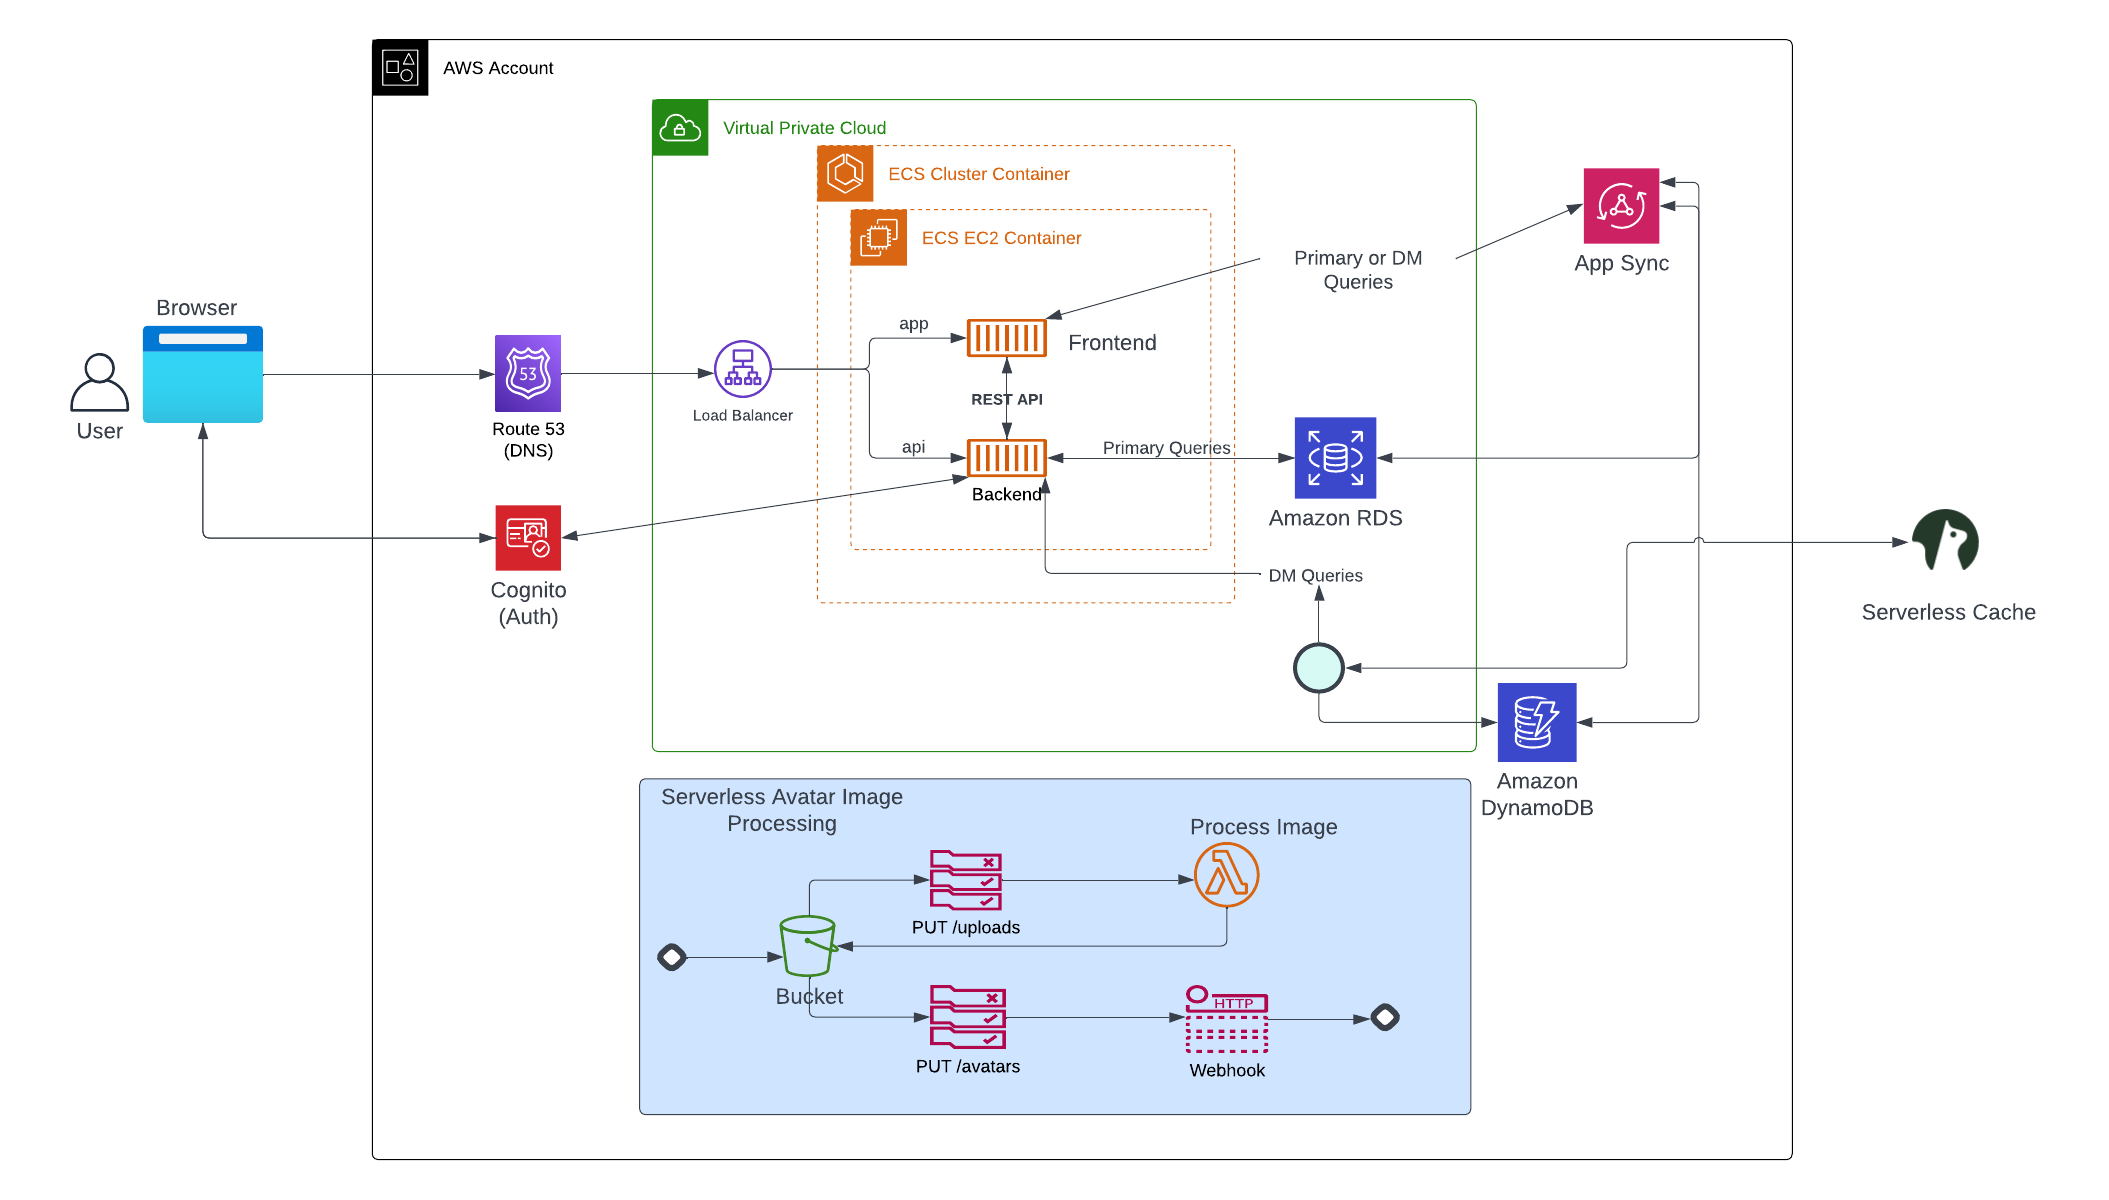 AWS Account
Virtual Private Cloud
ECS Cluster Container
ECS EC2 Container
Primary or DM
Queries
App Sync
Browser
User
53
Route 53
(DNS)
Load Balancer
app
Frontend
REST API
api
Backend
Primary Queries
Amazon RDS
Cognito
(Auth)
DM Queries
Serverless Cache
Amazon
DynamoDB
Serverless Avatar Image
Processing
Process Image
PUT /uploads
Bucket
PUT /avatars
HTTP
Webhook